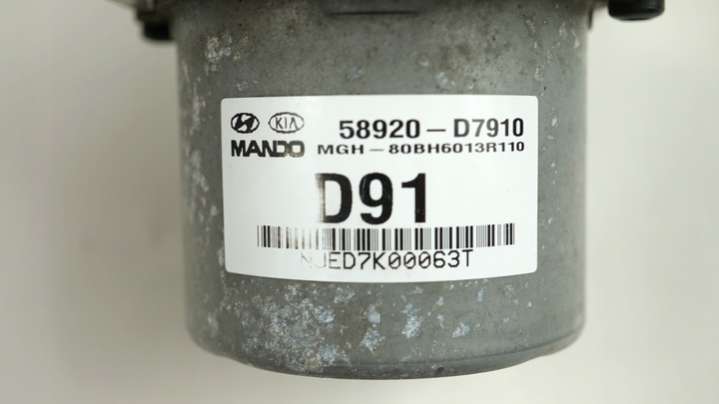 KIA 58920-D7910
MANDO MGH-80BH6013R110
D91
NJED7K00063T